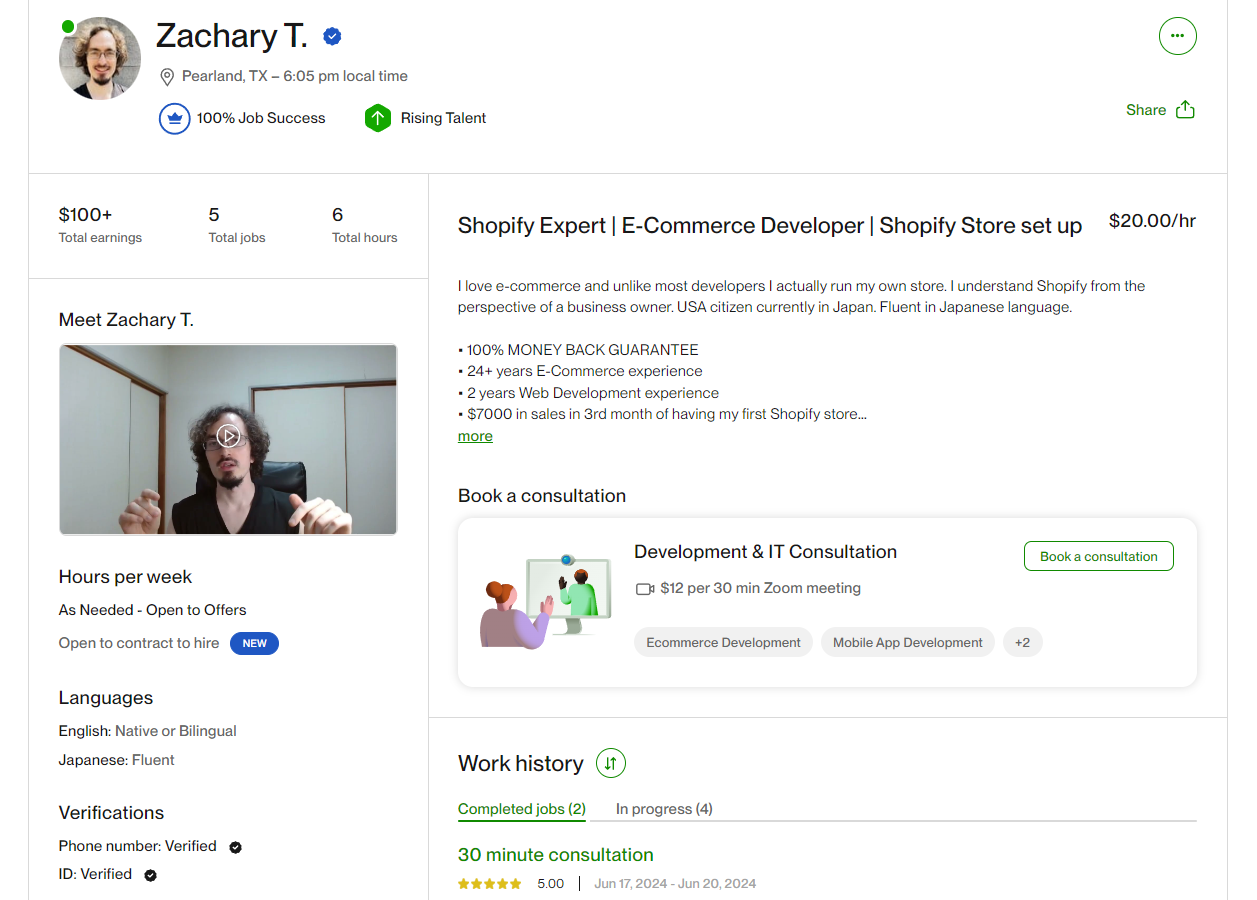 Zachary T.
Pearland, TX – 6:05 pm local time
100% Job Success
Rising Talent
Share
$100+
Total earnings
5
Total jobs
6
Total hours
Meet Zachary T.
Hours per week
As Needed - Open to Offers
Open to contract to hire NEW
Languages
English: Native or Bilingual
Japanese: Fluent
Verifications
Phone number: Verified
ID: Verified
Shopify Expert | E-Commerce Developer | Shopify Store set up
$20.00/hr
I love e-commerce and unlike most developers I actually run my own store. I understand Shopify from the
perspective of a business owner. USA citizen currently in Japan. Fluent in Japanese language.
▪ 100% MONEY BACK GUARANTEE
▪ 24+ years E-Commerce experience
▪ 2 years Web Development experience
▪ $7000 in sales in 3rd month of having my first Shopify store...
more
Book a consultation
Development & IT Consultation
Book a consultation
$12 per 30 min Zoom meeting
Ecommerce Development
Mobile App Development
+2
Work history
Completed jobs (2)
In progress (4)
30 minute consultation
5.00 | Jun 17, 2024 - Jun 20, 2024